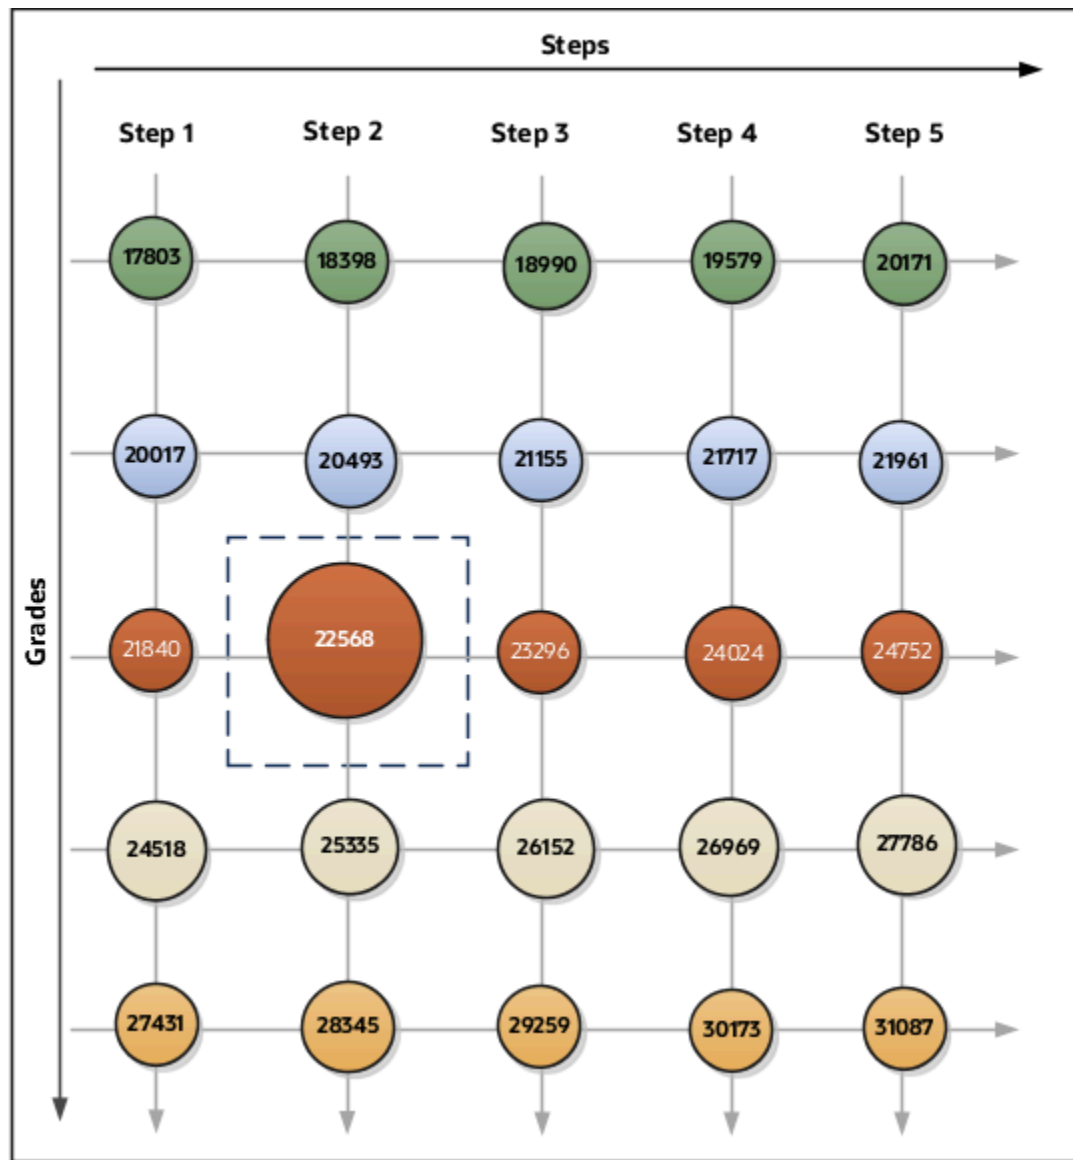 Steps
Step 1 Step 2 Step 3 Step 4 Step 5
17803 18398 18990 19579 20171
20017 20493 21155 21717 21961
Grades
21840 22568 23296 24024 24752
24518 25335 26152 26969 27786
27431 28345 29259 30173 31087